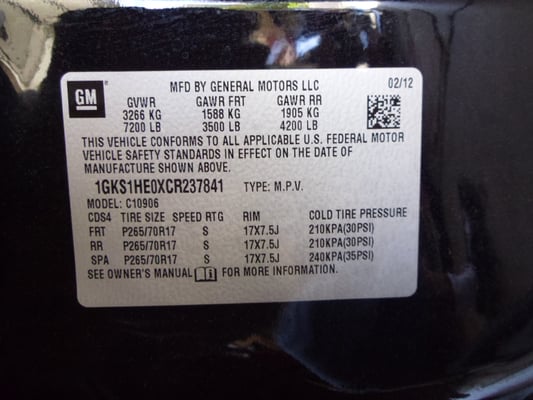 GM
MFD BY GENERAL MOTORS LLC 02/12
GVWR GAWR FRT GAWR RR
3266 KG 1588 KG 1905 KG
7200 LB 3500 LB 4200 LB
THIS VEHICLE CONFORMS TO ALL APPLICABLE U.S. FEDERAL MOTOR
VEHICLE SAFETY STANDARDS IN EFFECT ON THE DATE OF
MANUFACTURE SHOWN ABOVE.
1GKS1HE0XCR237841 TYPE: M.P.V.
MODEL: C10906
CDS4 TIRE SIZE SPEED RTG RIM COLD TIRE PRESSURE
FRT P265/70R17 S 17X7.5J 210KPA(30PSI)
RR P265/70R17 S 17X7.5J 210KPA(30PSI)
SPA P265/70R17 S 17X7.5J 240KPA(35PSI)
SEE OWNER'S MANUAL FOR MORE INFORMATION.